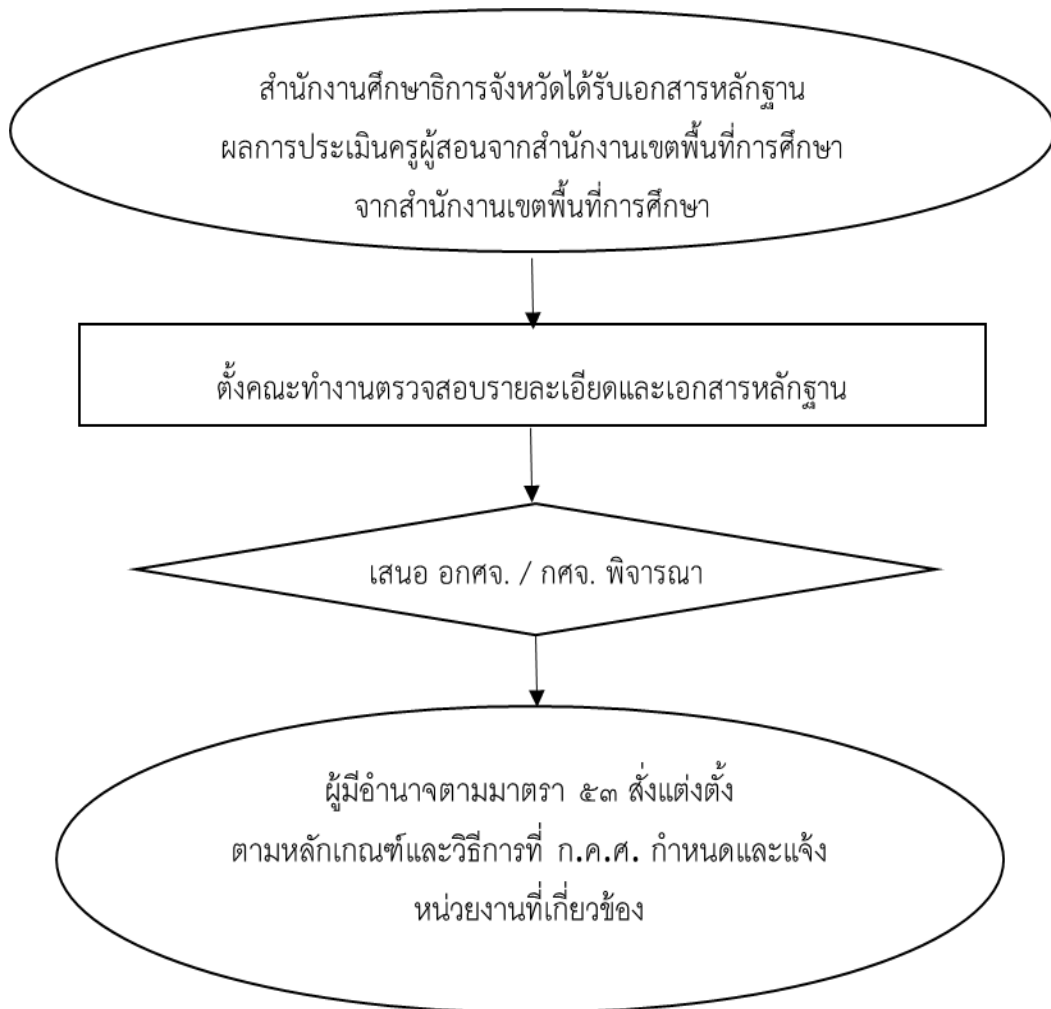 สำนักงานศึกษาธิการจังหวัดได้รับเอกสารหลักฐาน
ผลการประเมินครูผู้สอนจากสำนักงานเขตพื้นที่การศึกษา
จากสำนักงานเขตพื้นที่การศึกษา
ตั้งคณะทำงานตรวจสอบรายละเอียดและเอกสารหลักฐาน
เสนอ อกศจ. / กศจ. พิจารณา
ผู้มีอำนาจตามมาตรา ๕๓ สั่งแต่งตั้ง
ตามหลักเกณฑ์และวิธีการที่ ก.ค.ศ. กำหนดและแจ้ง
หน่วยงานที่เกี่ยวข้อง